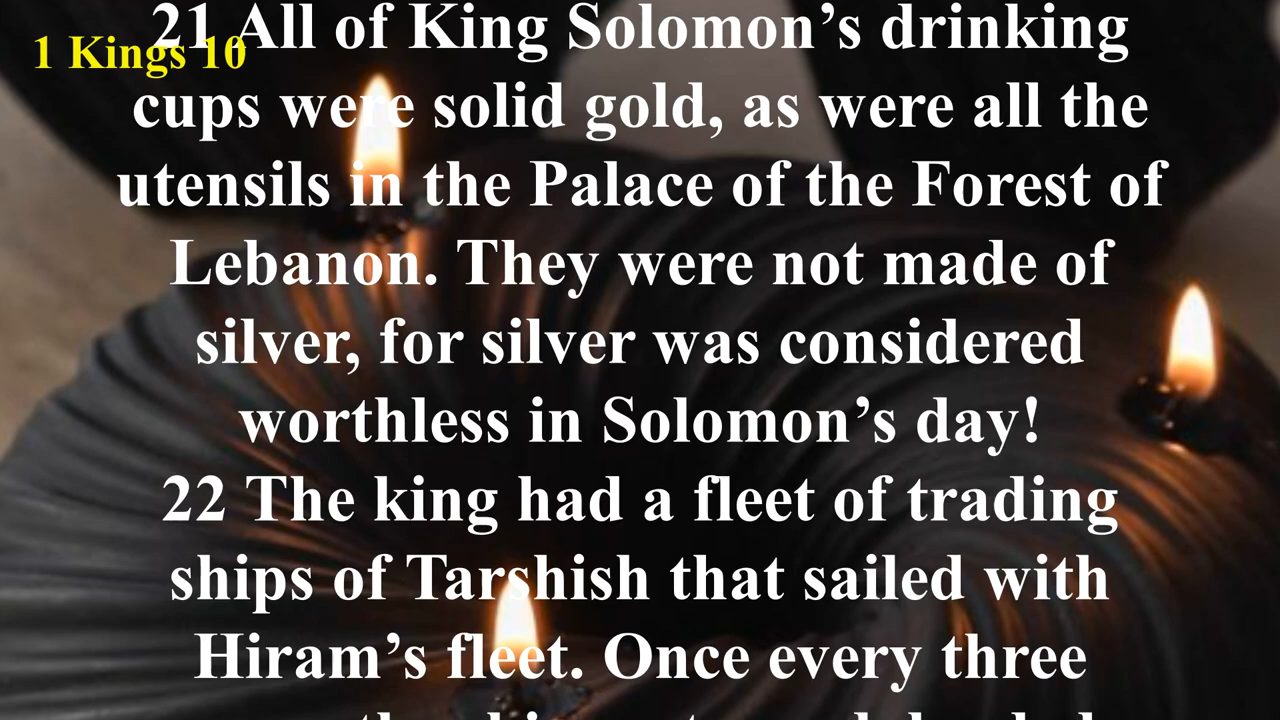 1 Kings 10
21 All of King Solomon’s drinking
cups were solid gold, as were all the
utensils in the Palace of the Forest of
Lebanon. They were not made of
silver, for silver was considered
worthless in Solomon’s day!
22 The king had a fleet of trading
ships of Tarshish that sailed with
Hiram’s fleet. Once every three